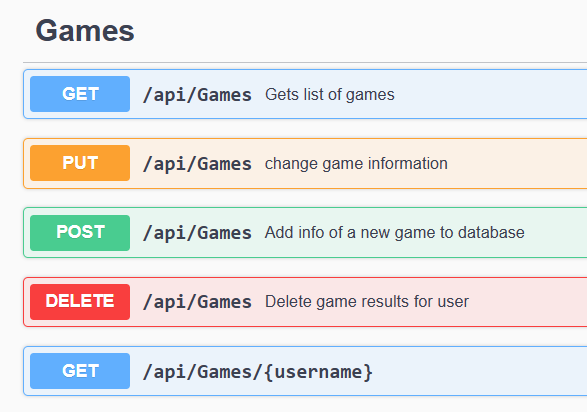 Games
GET /api/Games Gets list of games
PUT /api/Games change game information
POST /api/Games Add info of a new game to database
DELETE /api/Games Delete game results for user
GET /api/Games/{username}